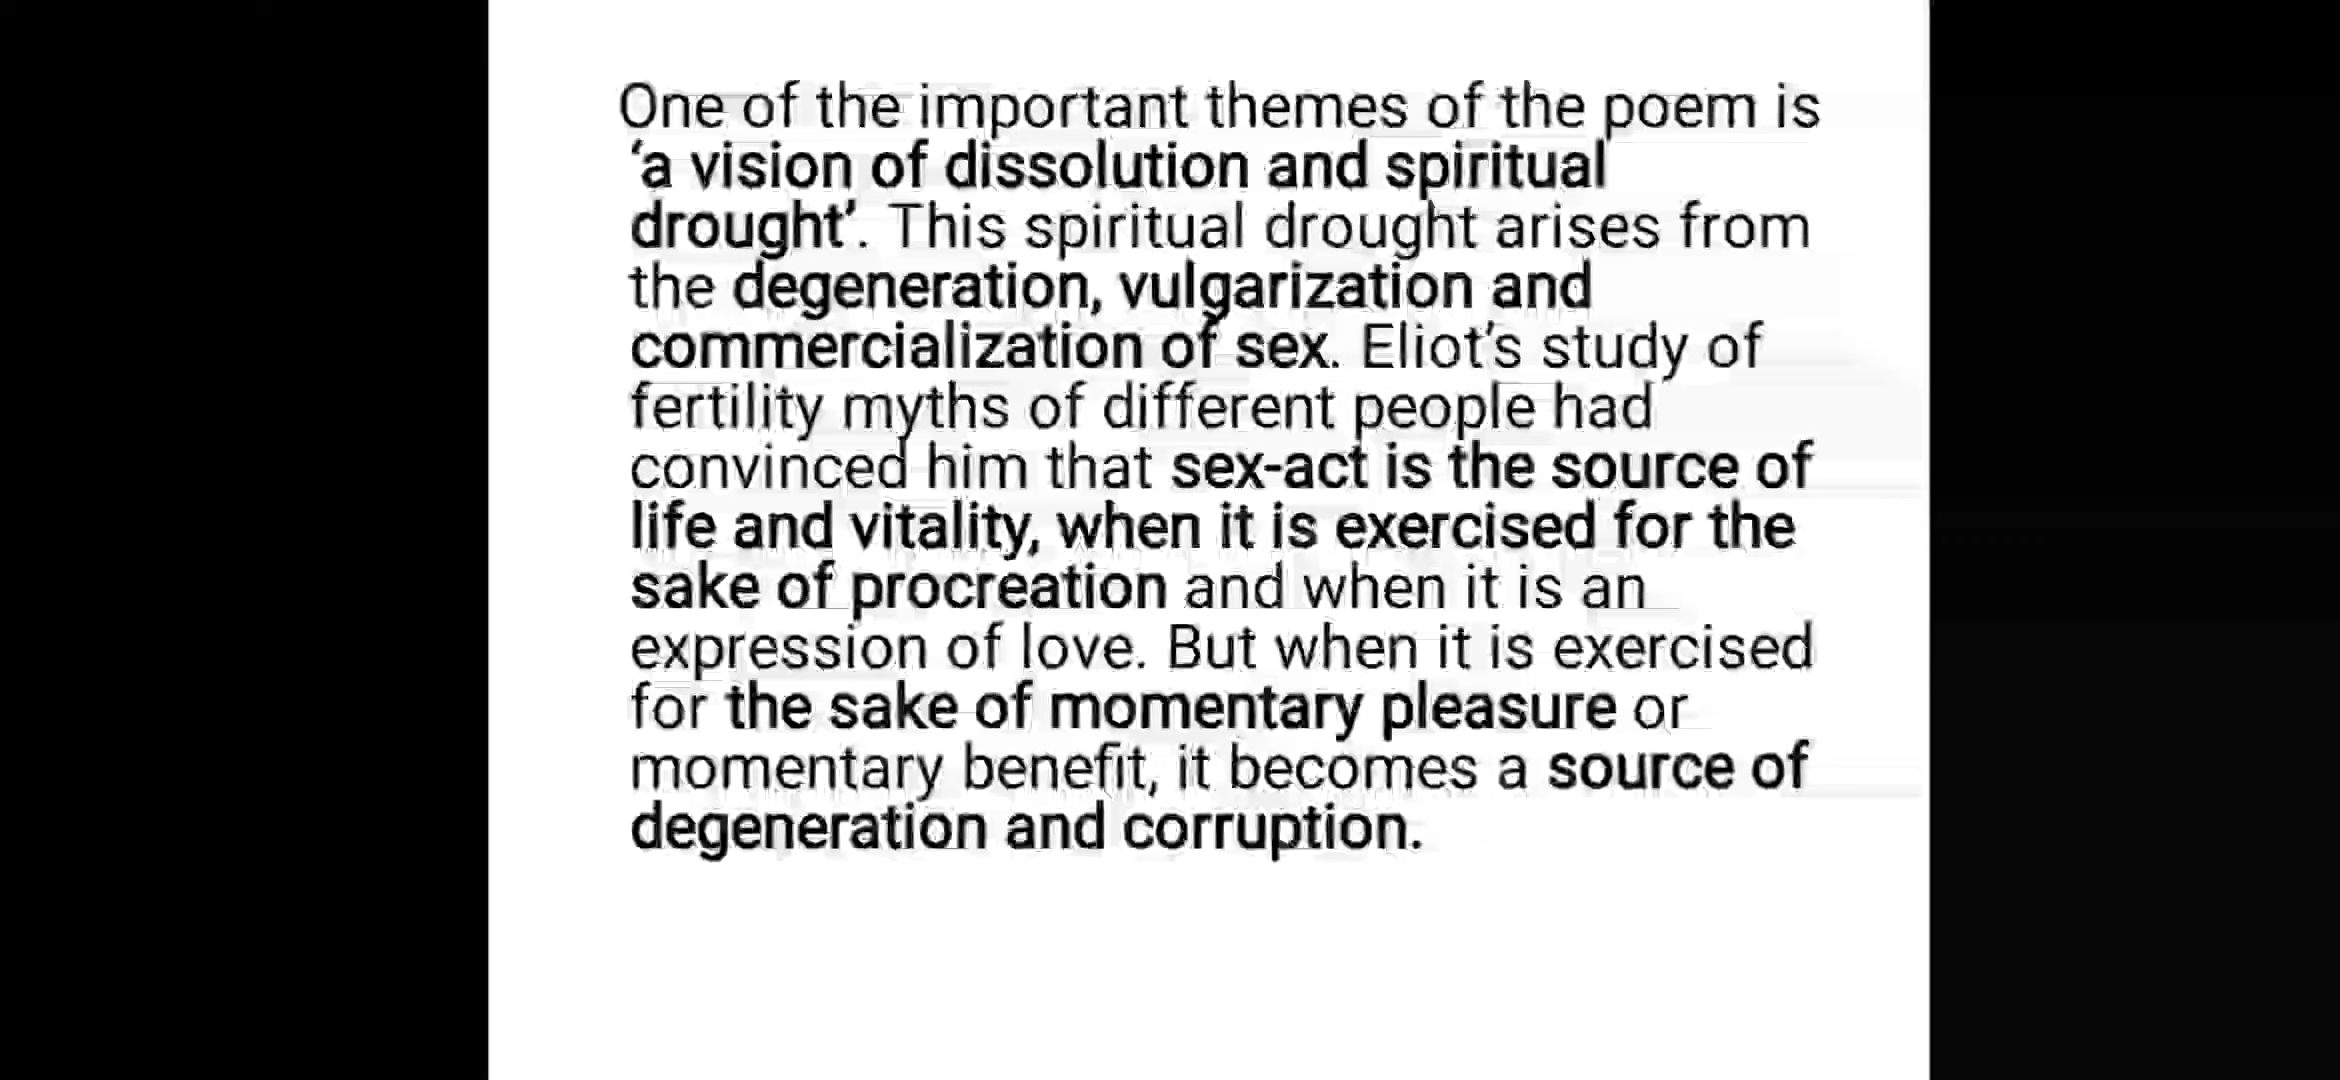 One of the important themes of the poem is
‘a vision of dissolution and spiritual
drought’. This spiritual drought arises from
the degeneration, vulgarization and
commercialization of sex. Eliot’s study of
fertility myths of different people had
convinced him that sex-act is the source of
life and vitality, when it is exercised for the
sake of procreation and when it is an
expression of love. But when it is exercised
for the sake of momentary pleasure or
momentary benefit, it becomes a source of
degeneration and corruption.